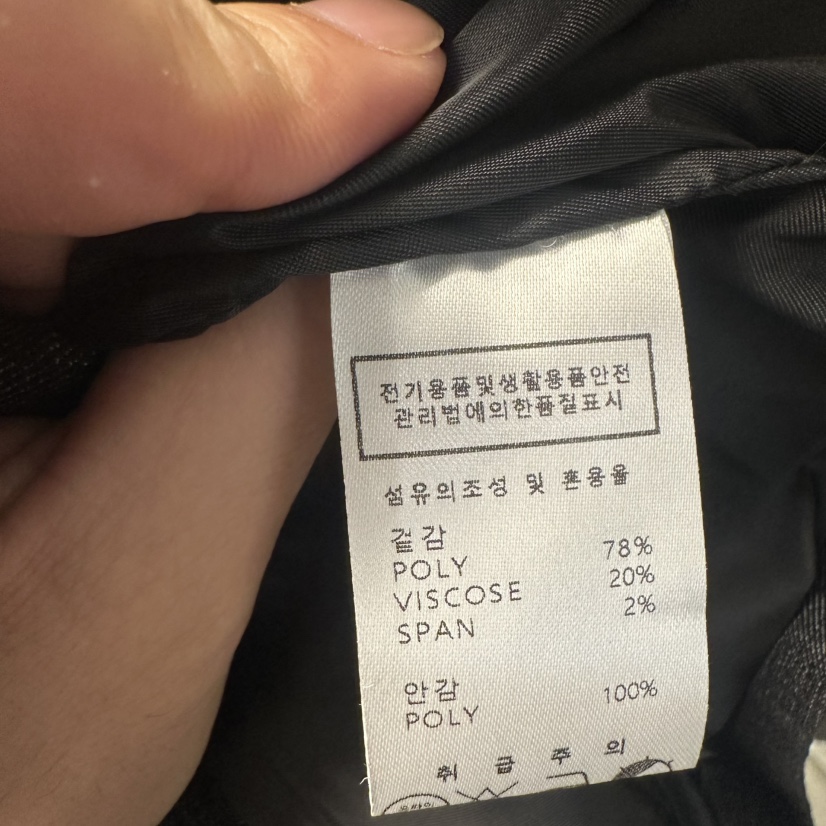 전기용품및생활용품안전
관리법에의한품질표시
섬유의조성 및 혼용율
겉감
POLY 78%
VISCOSE 20%
SPAN 2%
안감
POLY 100%
취급주의